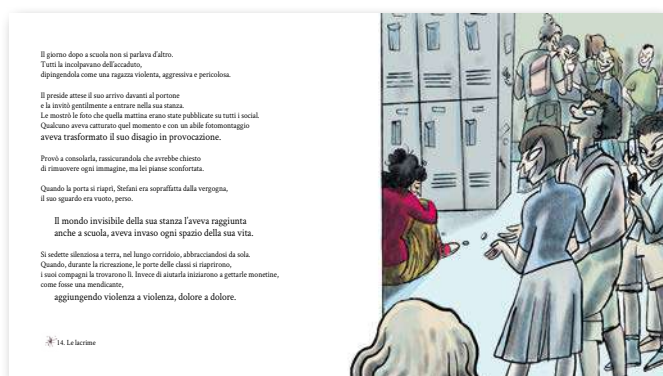 Il giorno dopo a scuola non si parlava d'altro.
Tutti la incolpavano dell'accaduto,
dipingendola come una ragazza violenta, aggressiva e pericolosa.
Il preside attese il suo arrivo davanti al portone
e la invitò gentilmente a entrare nella sua stanza.
Le mostrò le foto che quella mattina erano state pubblicate su tutti i social.
Qualcuno aveva catturato quel momento e con un abile fotomontaggio
aveva trasformato il suo disagio in provocazione.
Provò a consolarla, rassicurandola che avrebbe chiesto
di rimuovere ogni immagine, ma lei pianse sconfortata.
Quando la porta si riaprì, Stefani era sopraffatta dalla vergogna,
il suo sguardo era vuoto, perso.
Il mondo invisibile della sua stanza l'aveva raggiunta
anche a scuola, aveva invaso ogni spazio della sua vita.
Si sedette silenziosa a terra, nel lungo corridoio, abbracciandosi da sola.
Quando, durante la ricreazione, le porte delle classi si riaprirono,
i suoi compagni la trovarono lì. Invece di aiutarla iniziarono a gettarle monetine,
come fosse una mendicante,
aggiungendo violenza a violenza, dolore a dolore.
14. Le lacrime